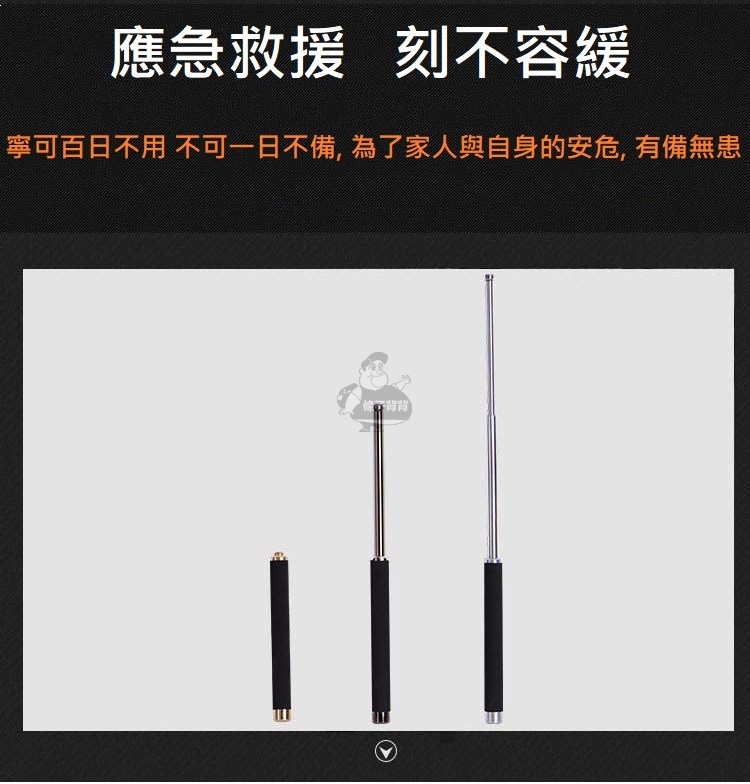 應急救援 刻不容緩
寧可百日不用 不可一日不備, 為了家人與自身的安危, 有備無患